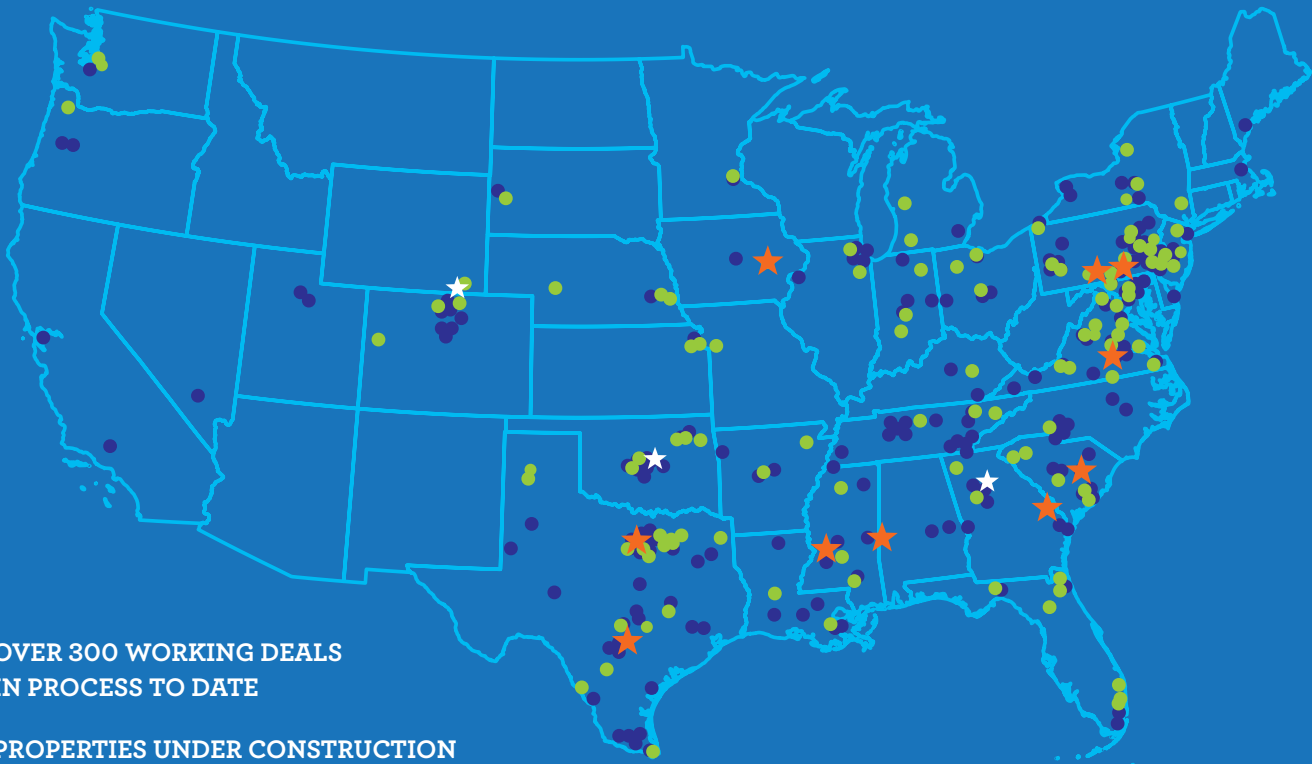 OVER 300 WORKING DEALS
IN PROCESS TO DATE
PROPERTIES UNDER CONSTRUCTION